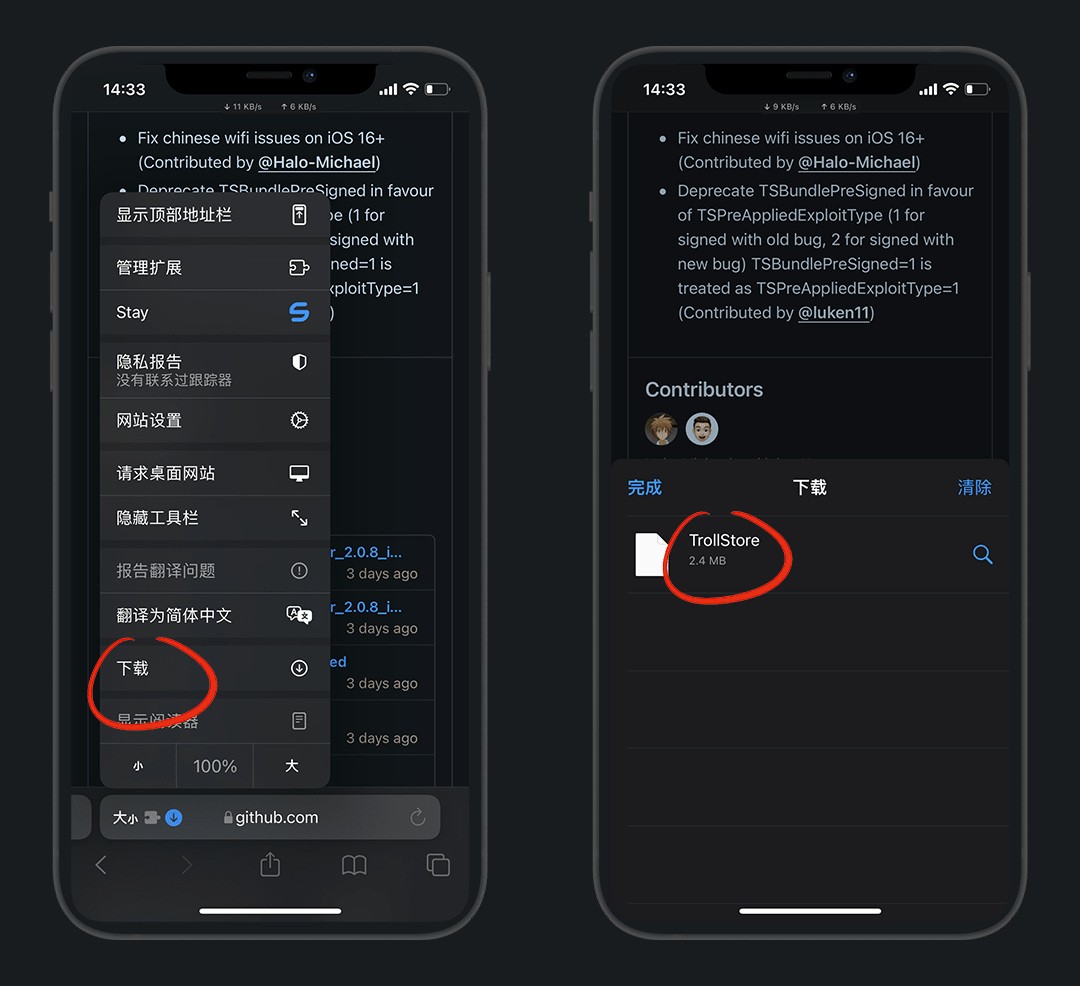 14:33
↓ 11 KB/s ↑ 6 KB/s
Fix chinese wifi issues on iOS 16+
(Contributed by @Halo-Michael)
Deprecate TSBundlePreSigned in favour
pe (1 for
signed with
ned=1 is
xploitType=1
)
显示顶部地址栏
管理扩展
Stay
隐私报告
没有联系过跟踪器
网站设置
请求桌面网站
隐藏工具栏
报告翻译问题
翻译为简体中文
下载
显示阅读器
小 100% 大
r_2.0.8_i...
3 days ago
r_2.0.8_i...
3 days ago
ed
3 days ago
3 days ago
大小 github.com
14:33
↓ 9 KB/s ↑ 6 KB/s
Fix chinese wifi issues on iOS 16+
(Contributed by @Halo-Michael)
Deprecate TSBundlePreSigned in favour
of TSPreAppliedExploitType (1 for
signed with old bug, 2 for signed with
new bug) TSBundlePreSigned=1 is
treated as TSPreAppliedExploitType=1
(Contributed by @luken11)
Contributors
完成 下载 清除
TrollStore
2.4 MB